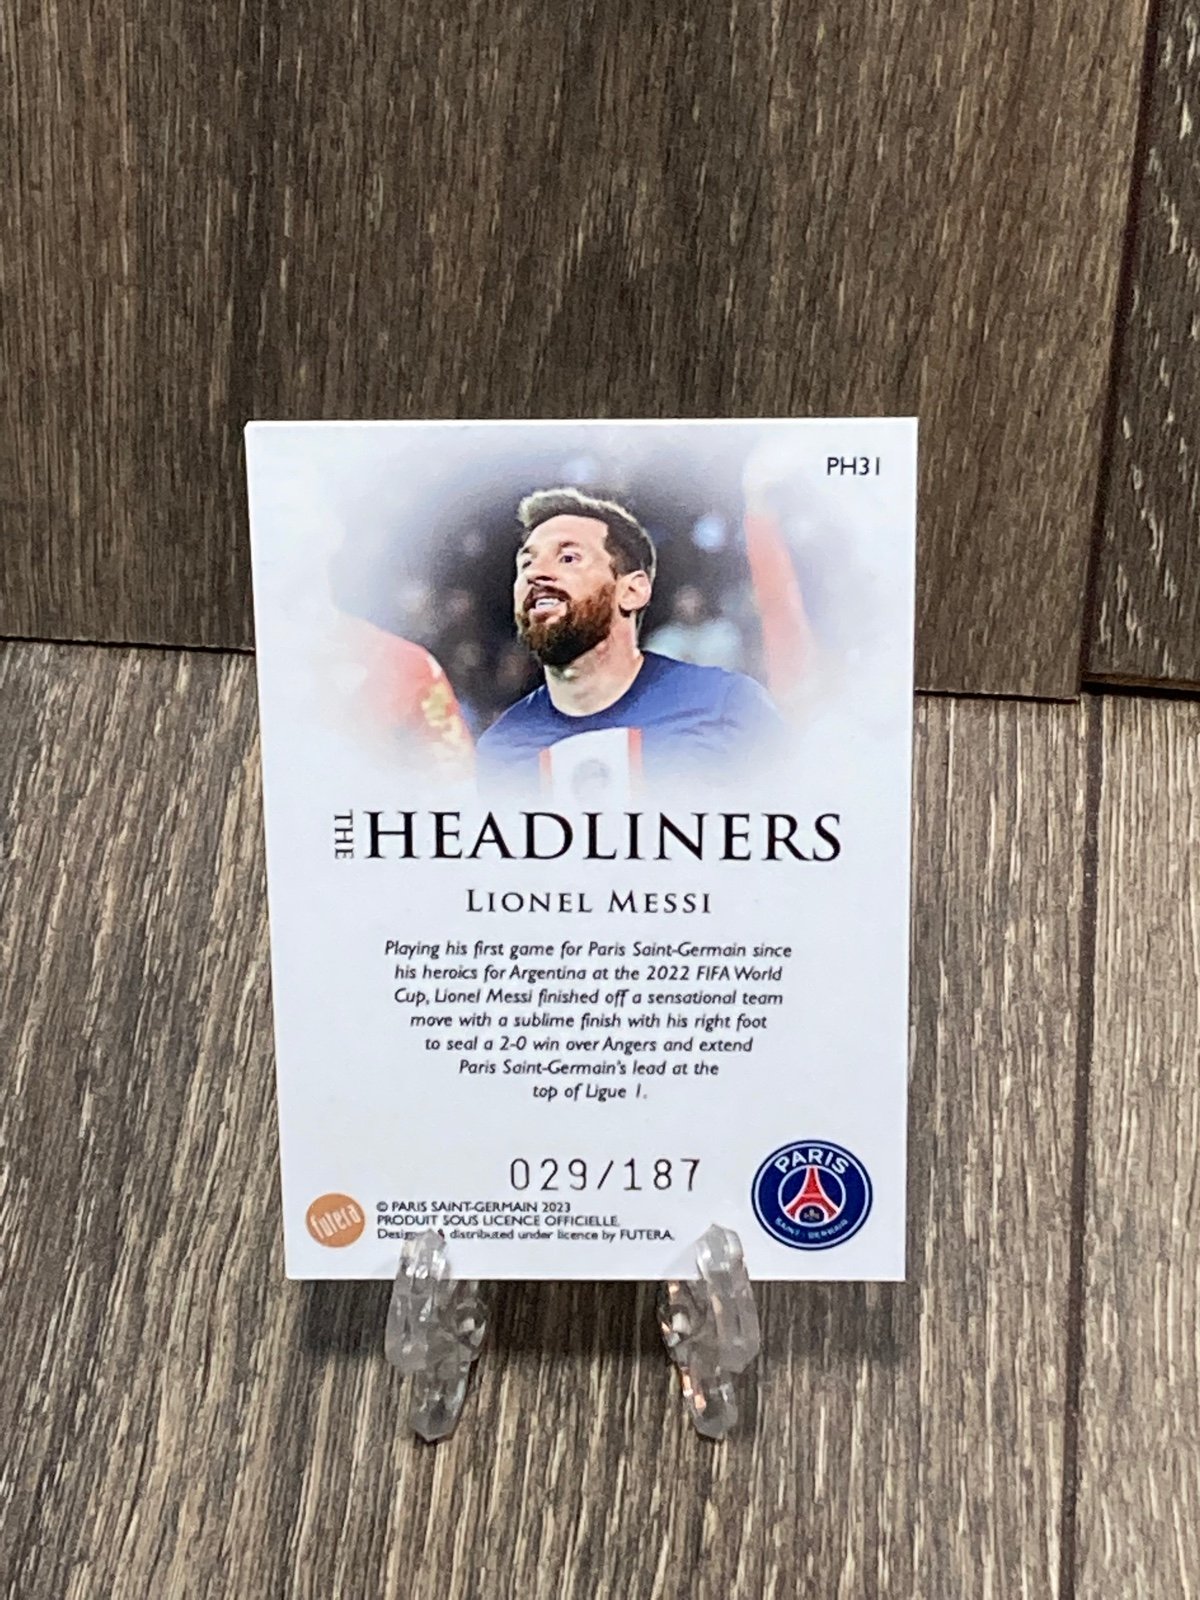 PH31
THE HEADLINERS
LIONEL MESSI
Playing his first game for Paris Saint-Germain since
his heroics for Argentina at the 2022 FIFA World
Cup, Lionel Messi finished off a sensational team
move with a sublime finish with his right foot
to seal a 2-0 win over Angers and extend
Paris Saint-Germain's lead at the
top of Ligue 1.
029/187
futera
© PARIS SAINT-GERMAIN 2023
PRODUIT SOUS LICENCE OFFICIELLE.
distributed under licence by FUTERA.
PARIS
SAINT-GERMAIN